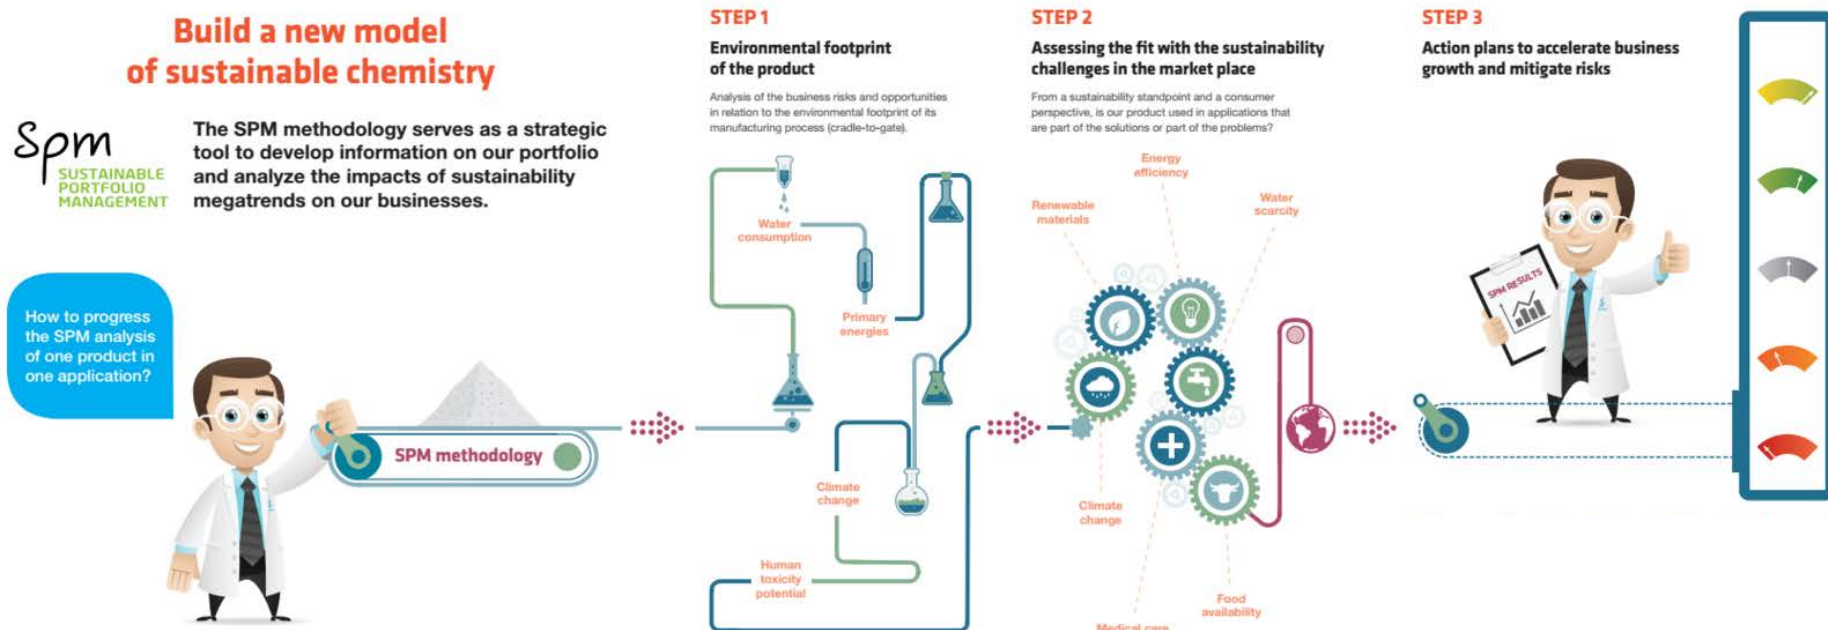 Build a new model
of sustainable chemistry
Spm
SUSTAINABLE
PORTFOLIO
MANAGEMENT
The SPM methodology serves as a strategic
tool to develop information on our portfolio
and analyze the impacts of sustainability
megatrends on our businesses.
How to progress
the SPM analysis
of one product in
one application?
SPM methodology
STEP 1
Environmental footprint
of the product
Analysis of the business risks and opportunities
in relation to the environmental footprint of its
manufacturing process (cradle-to-gate).
Water
consumption
Primary
energies
Climate
change
Human
toxicity
potential
STEP 2
Assessing the fit with the sustainability
challenges in the market place
From a sustainability standpoint and a consumer
perspective, is our product used in applications that
are part of the solutions or part of the problems?
Energy
efficiency
Renewable
materials
Water
scarcity
Climate
change
Food
availability
Medical care
STEP 3
Action plans to accelerate business
growth and mitigate risks
SPM RESULTS